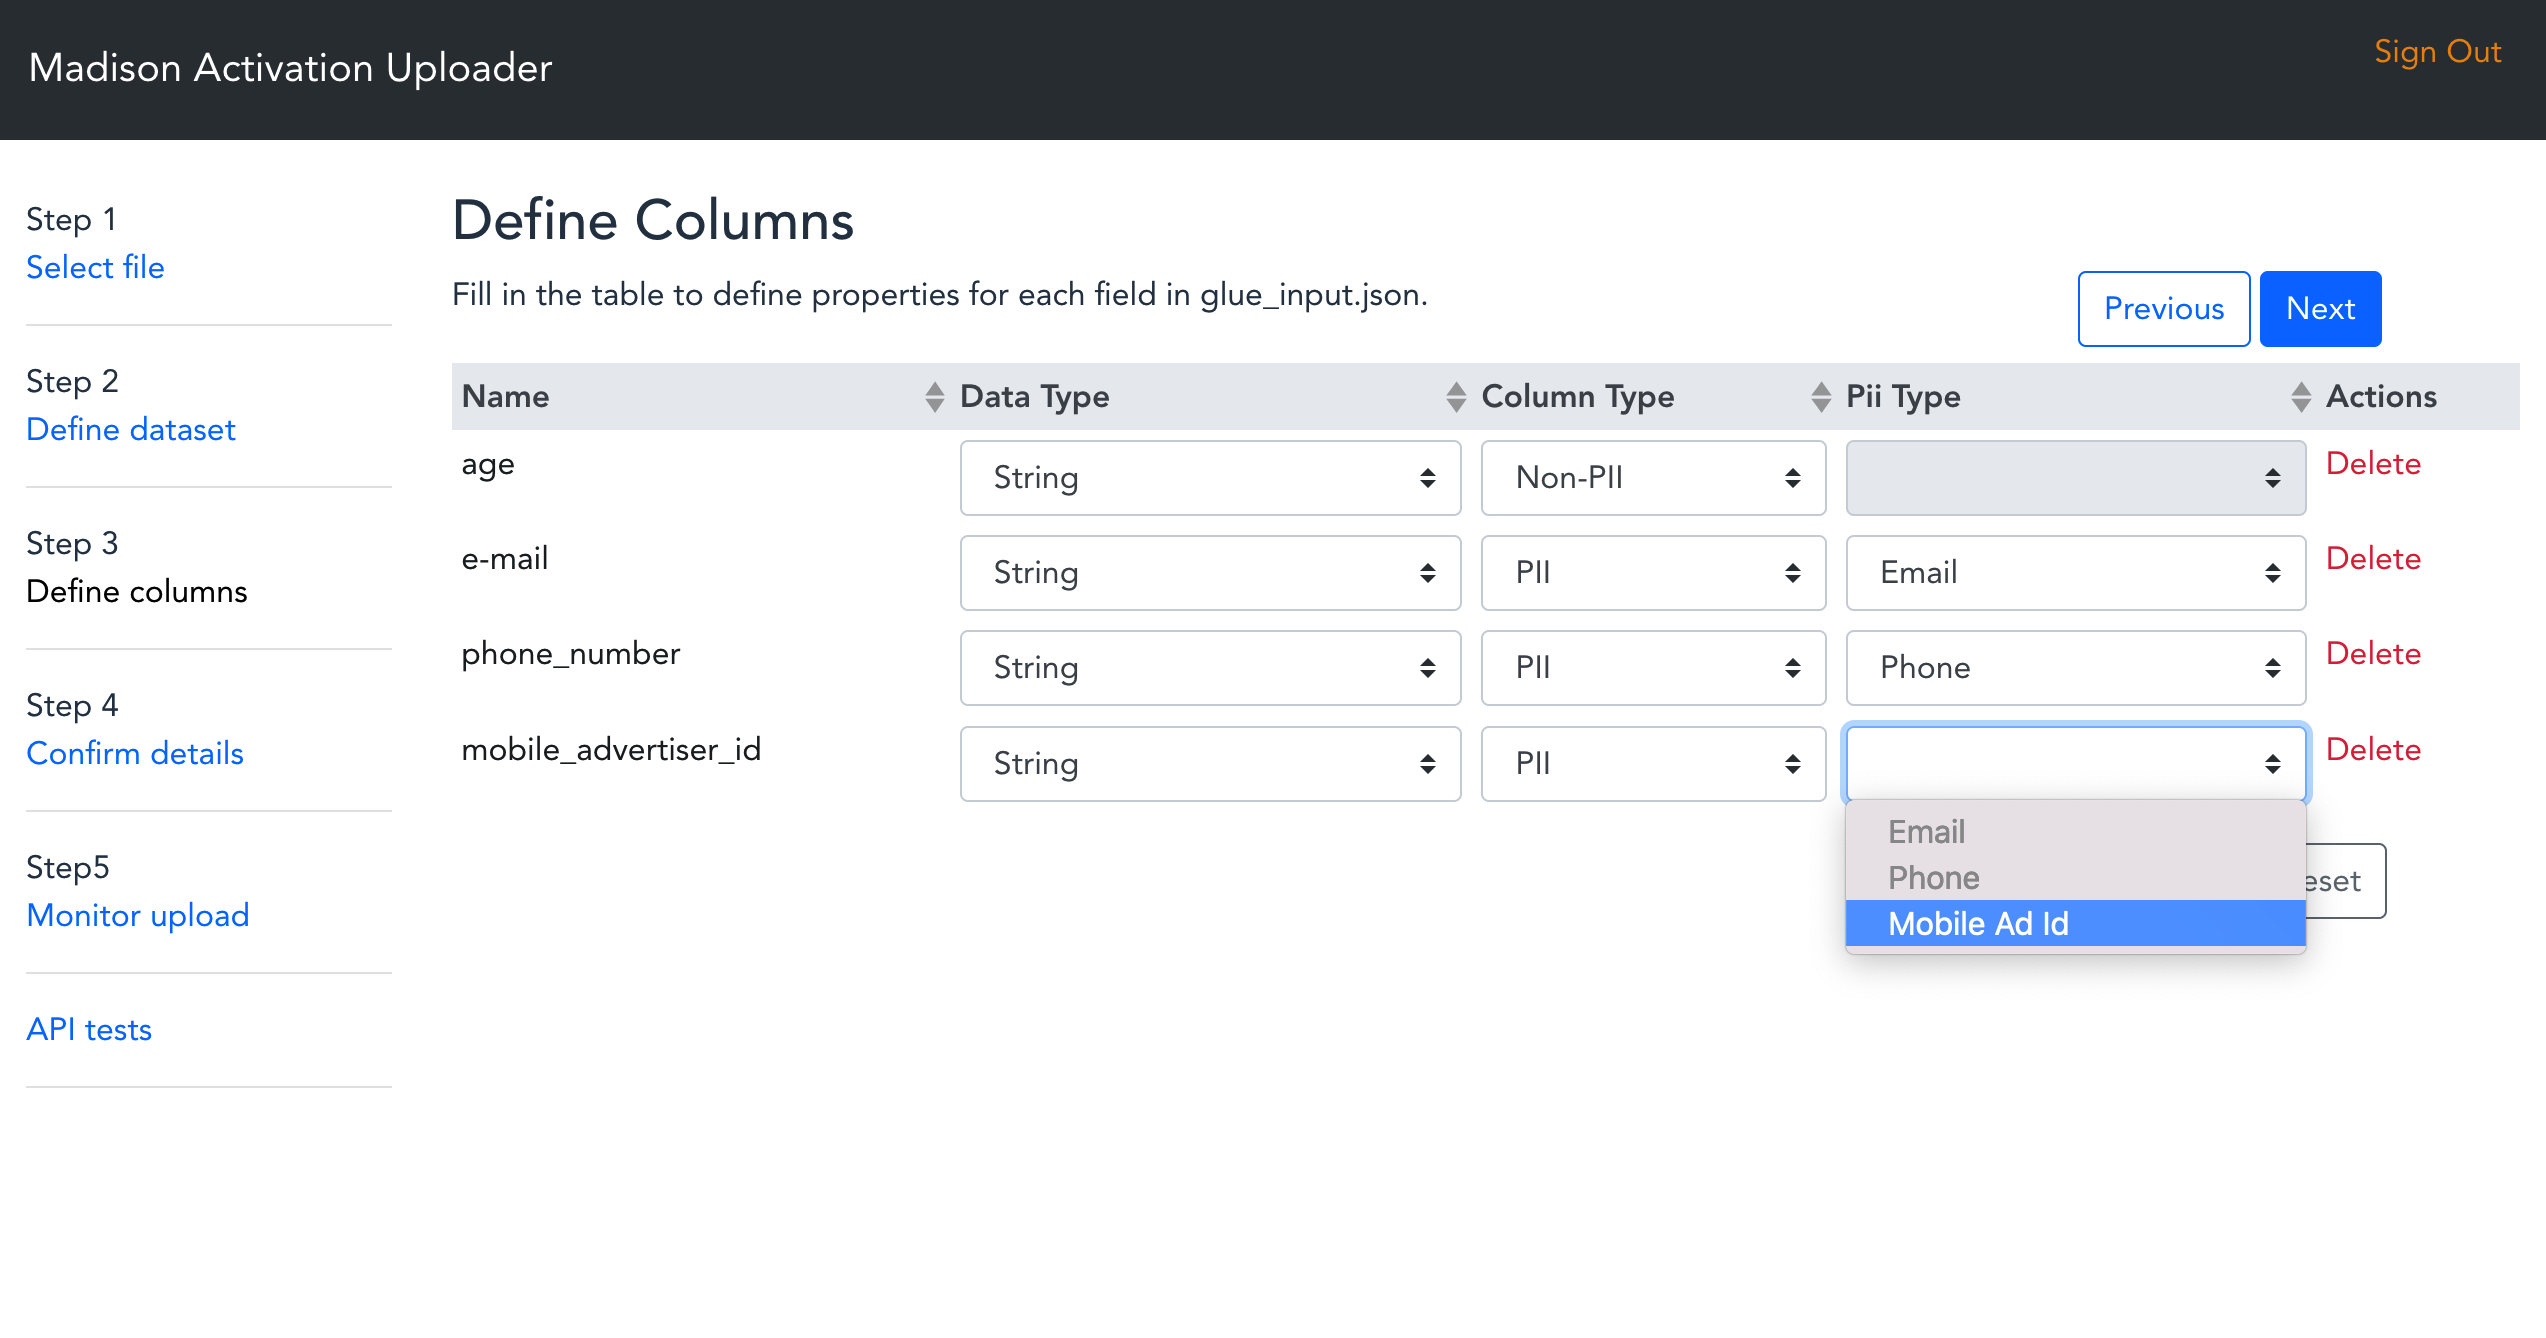 Madison Activation Uploader
Sign Out
Step 1
Select file
Step 2
Define dataset
Step 3
Define columns
Step 4
Confirm details
Step5
Monitor upload
API tests
Define Columns
Fill in the table to define properties for each field in glue_input.json.
Previous
Next
Name Data Type Column Type Pii Type Actions
age String Non-PII Delete
e-mail String PII Email Delete
phone_number String PII Phone Delete
mobile_advertiser_id String PII Delete
Email
Phone
Mobile Ad Id
eset